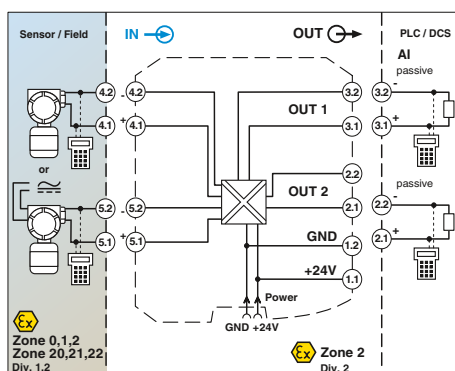 Sensor / Field
IN
OUT
PLC / DCS
AI
passive
4.2
-
4.2
3.2
3.2
-
OUT 1
4.1
+
4.1
3.1
3.1
+
or
2.2
passive
OUT 2
5.2
-
5.2
2.1
2.2
-
GND
5.1
+
5.1
1.2
2.1
+
+24V
1.1
Power
GND +24V
Ex
Zone 0,1,2
Zone 20,21,22
Div. 1,2
Ex
Zone 2
Div. 2